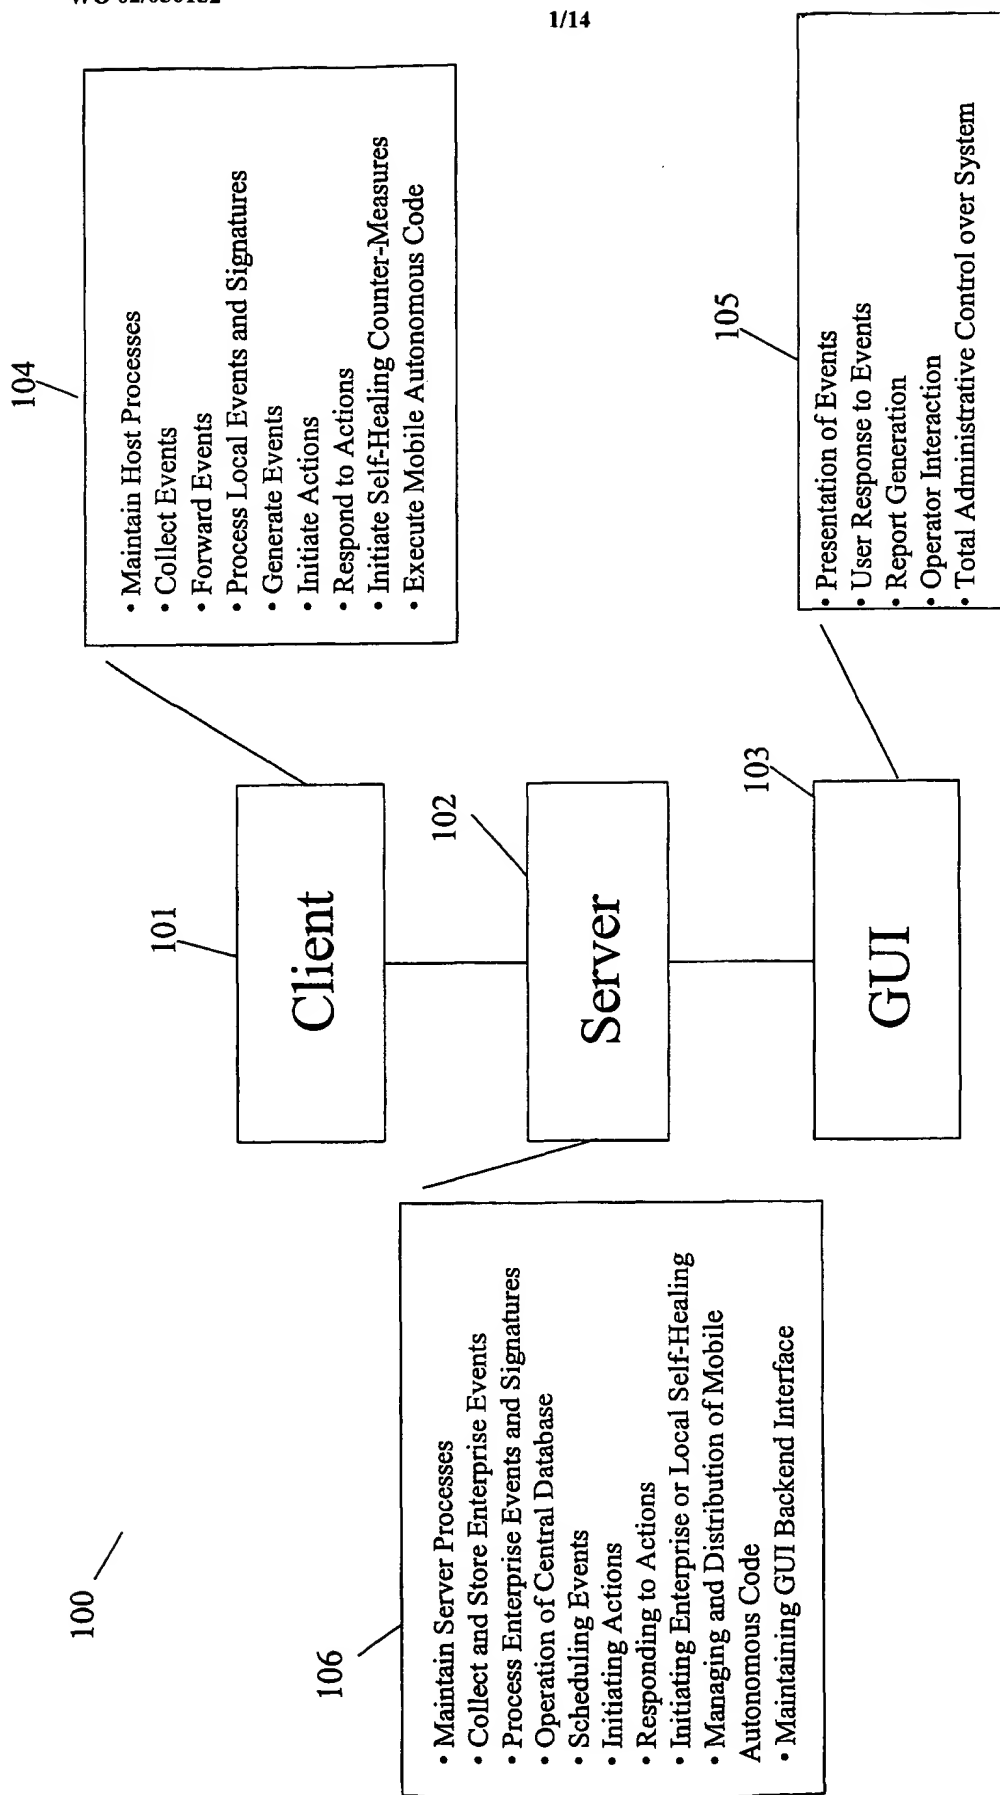 1/14
100
101
Client
102
Server
103
GUI
104
• Maintain Host Processes
• Collect Events
• Forward Events
• Process Local Events and Signatures
• Generate Events
• Initiate Actions
• Respond to Actions
• Initiate Self-Healing Counter-Measures
• Execute Mobile Autonomous Code
106
• Maintain Server Processes
• Collect and Store Enterprise Events
• Process Enterprise Events and Signatures
• Operation of Central Database
• Scheduling Events
• Initiating Actions
• Responding to Actions
• Initiating Enterprise or Local Self-Healing
• Managing and Distribution of Mobile
Autonomous Code
• Maintaining GUI Backend Interface
105
• Presentation of Events
• User Response to Events
• Report Generation
• Operator Interaction
• Total Administrative Control over System